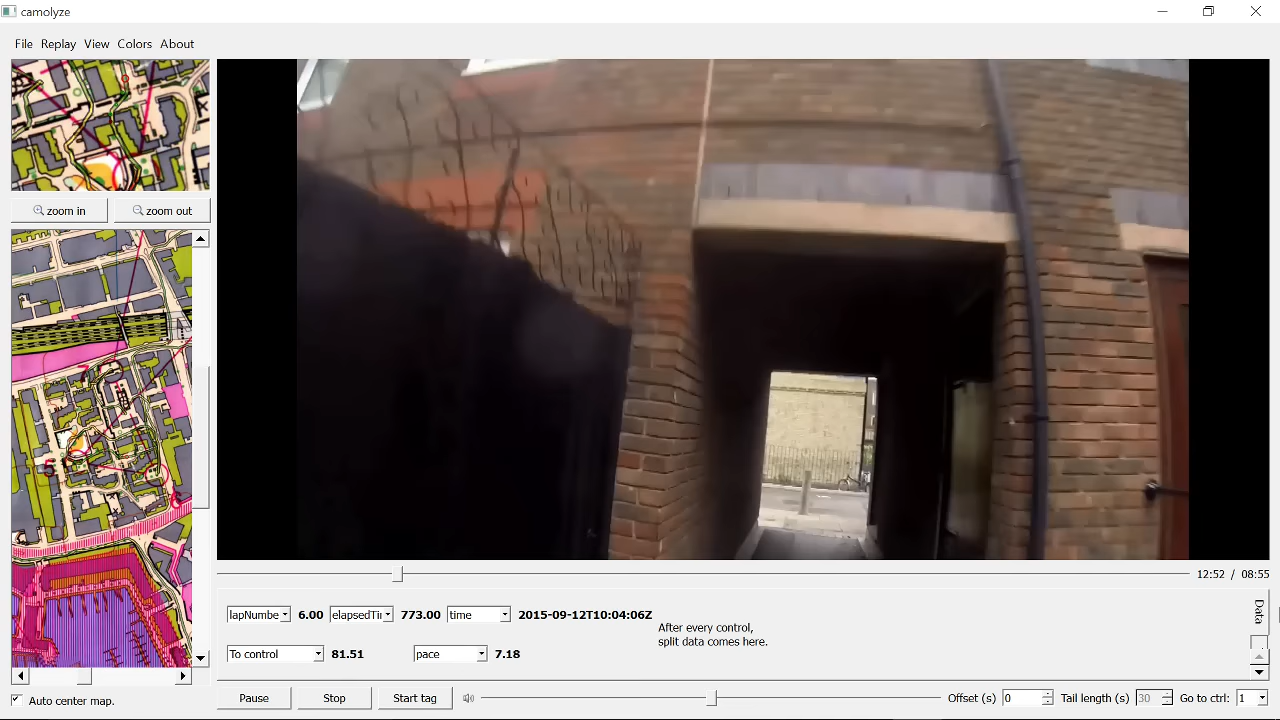 camolyze
File Replay View Colors About
zoom in zoom out
12:52 / 08:55
lapNumbe 6.00 elapsedTi 773.00 time 2015-09-12T10:04:06Z
After every control,
split data comes here.
Data
To control 81.51 pace 7.18
Auto center map.
Pause Stop Start tag Offset (s) 0 Tail length (s) 30 Go to ctrl: 1